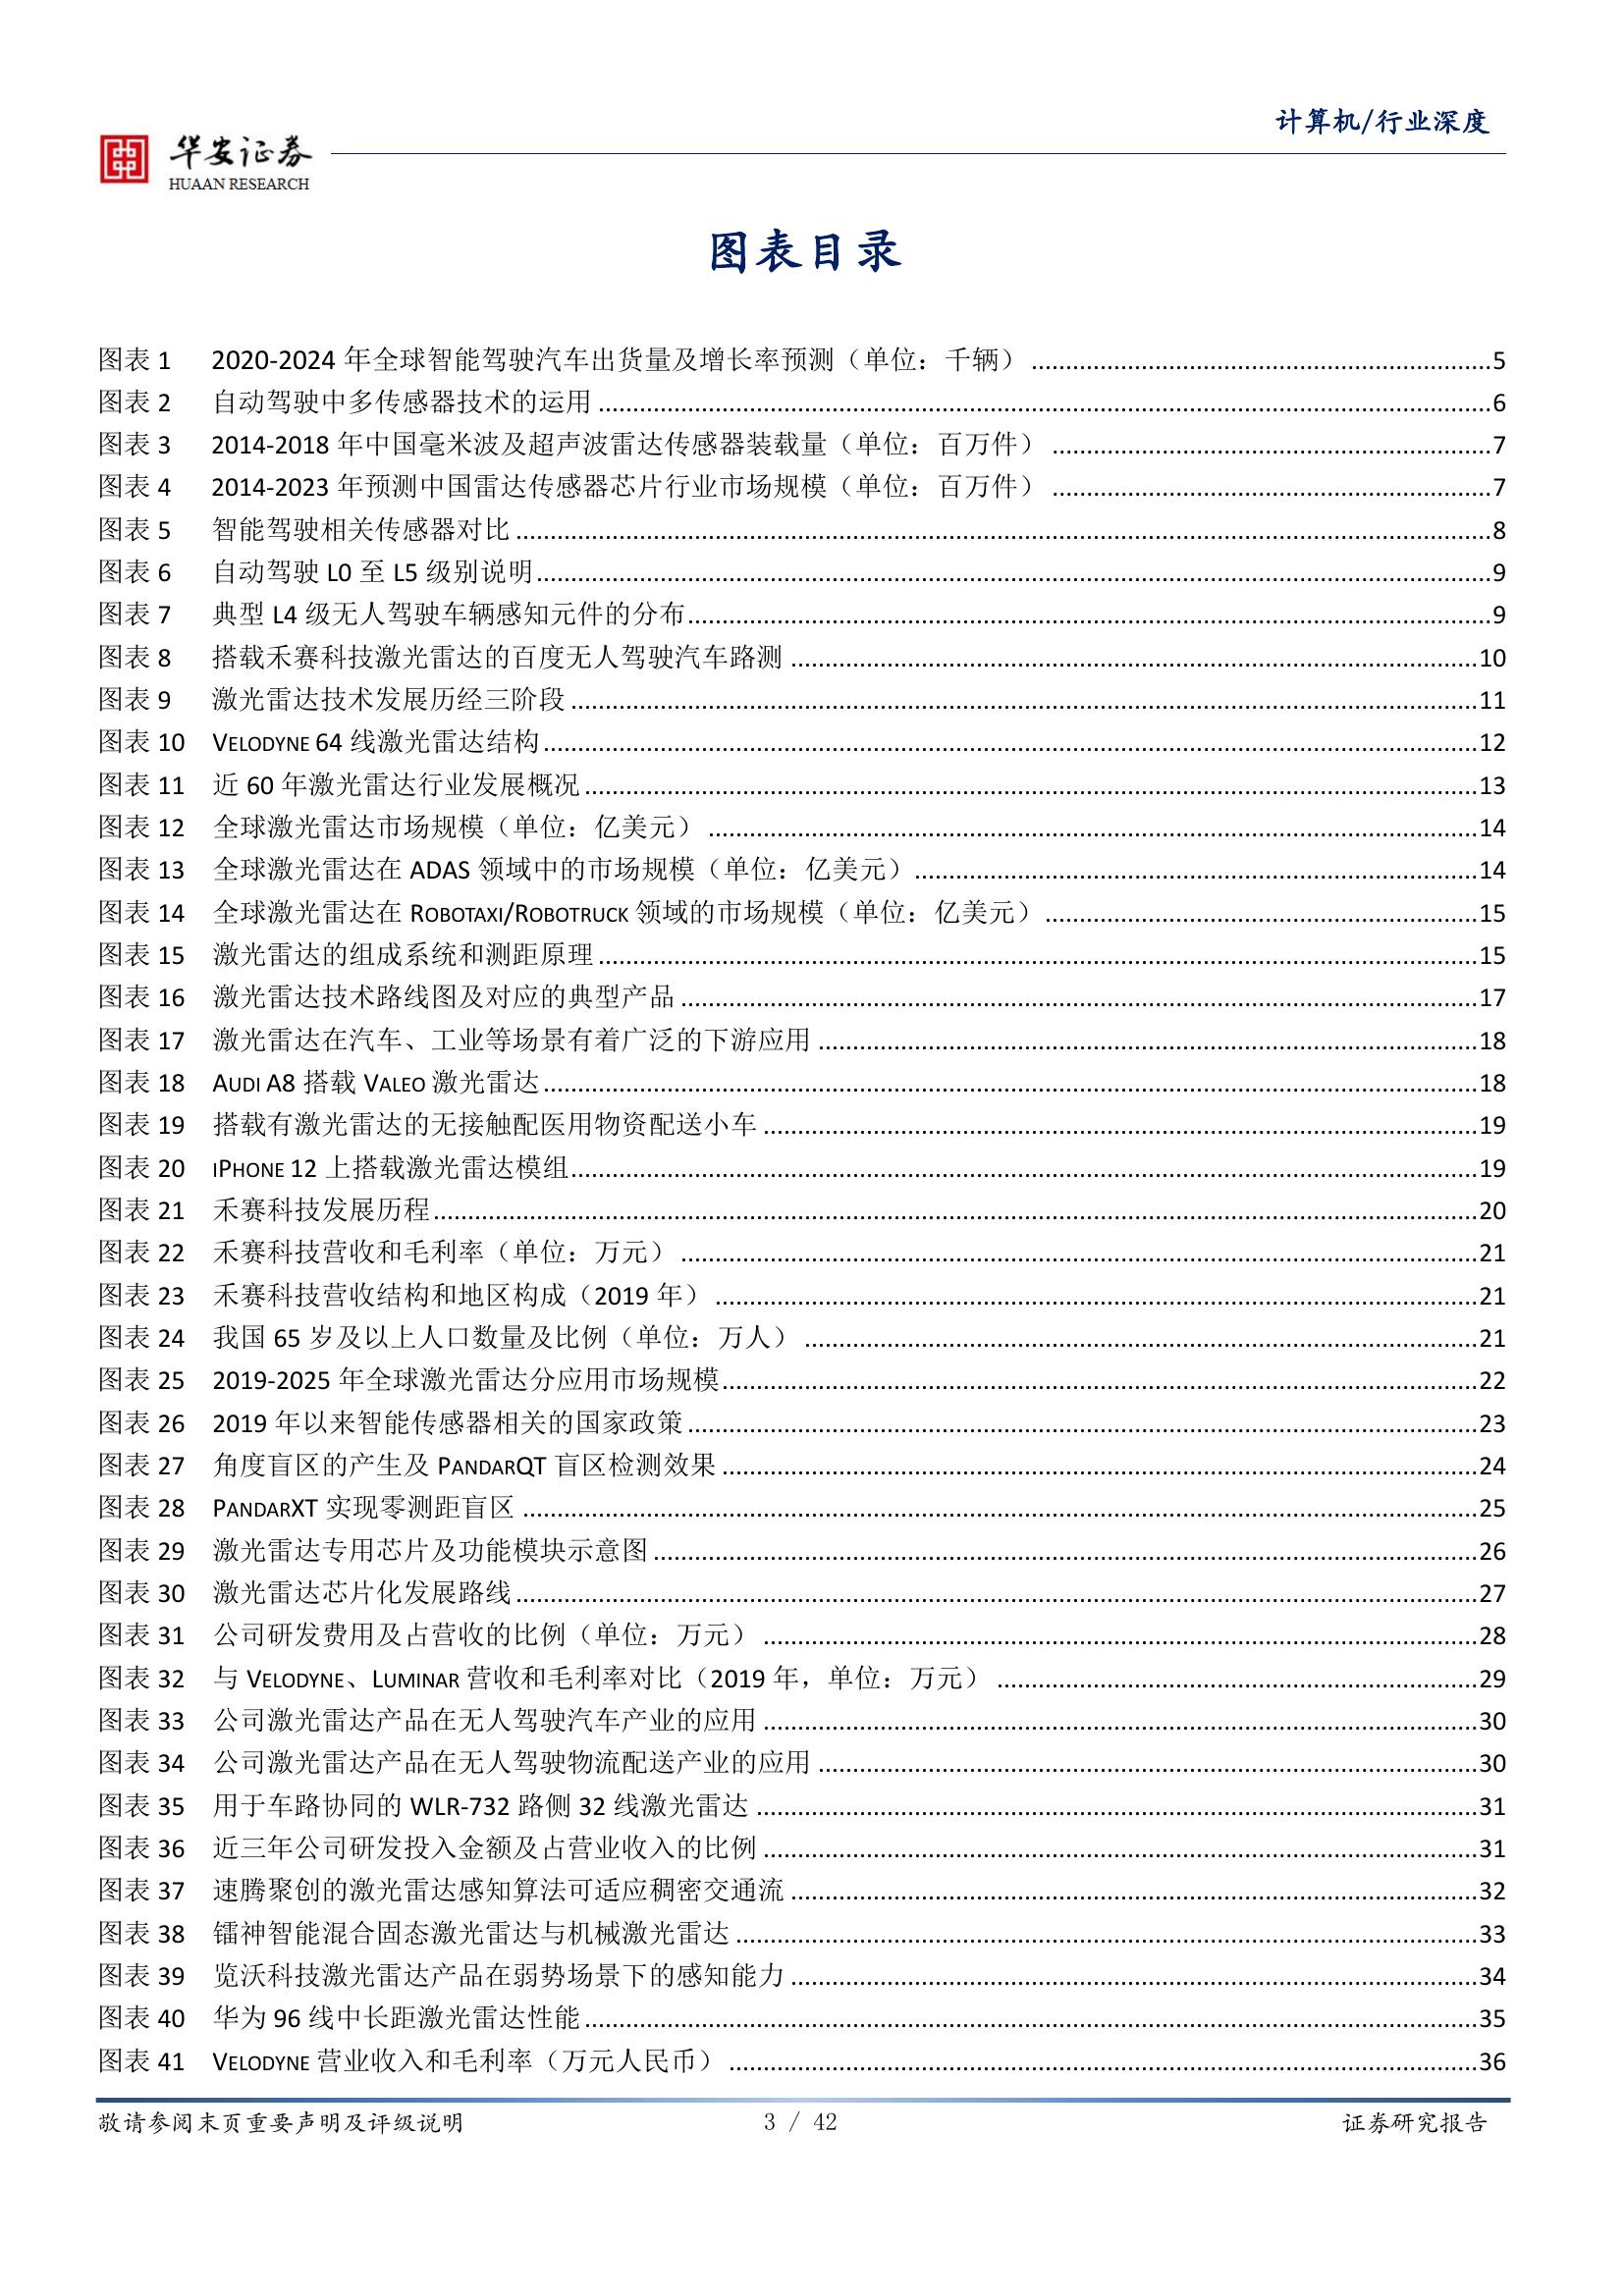 计算机/行业深度
华安证券
HUAAN RESEARCH
图表目录
图表 1 2020-2024 年全球智能驾驶汽车出货量及增长率预测（单位：千辆）5
图表 2 自动驾驶中多传感器技术的运用 6
图表 3 2014-2018 年中国毫米波及超声波雷达传感器装载量（单位：百万件）7
图表 4 2014-2023 年预测中国雷达传感器芯片行业市场规模（单位：百万件）7
图表 5 智能驾驶相关传感器对比 8
图表 6 自动驾驶 L0 至 L5 级别说明 9
图表 7 典型 L4 级无人驾驶车辆感知元件的分布 9
图表 8 搭载禾赛科技激光雷达的百度无人驾驶汽车路测 10
图表 9 激光雷达技术发展历经三阶段 11
图表 10 VELODYNE 64 线激光雷达结构 12
图表 11 近 60 年激光雷达行业发展概况 13
图表 12 全球激光雷达市场规模（单位：亿美元）14
图表 13 全球激光雷达在 ADAS 领域中的市场规模（单位：亿美元）14
图表 14 全球激光雷达在 ROBOTAXI/ROBOTRUCK 领域的市场规模（单位：亿美元）15
图表 15 激光雷达的组成系统和测距原理 15
图表 16 激光雷达技术路线图及对应的典型产品 17
图表 17 激光雷达在汽车、工业等场景有着广泛的下游应用 18
图表 18 AUDI A8 搭载 VALEO 激光雷达 18
图表 19 搭载有激光雷达的无接触配医用物资配送小车 19
图表 20 IPHONE 12 上搭载激光雷达模组 19
图表 21 禾赛科技发展历程 20
图表 22 禾赛科技营收和毛利率（单位：万元）21
图表 23 禾赛科技营收结构和地区构成（2019 年）21
图表 24 我国 65 岁及以上人口数量及比例（单位：万人）21
图表 25 2019-2025 年全球激光雷达分应用市场规模 22
图表 26 2019 年以来智能传感器相关的国家政策 23
图表 27 角度盲区的产生及 PANDARQT 盲区检测效果 24
图表 28 PANDARXT 实现零测距盲区 25
图表 29 激光雷达专用芯片及功能模块示意图 26
图表 30 激光雷达芯片化发展路线 27
图表 31 公司研发费用及占营收的比例（单位：万元）28
图表 32 与 VELODYNE、LUMINAR 营收和毛利率对比（2019 年，单位：万元）29
图表 33 公司激光雷达产品在无人驾驶汽车产业的应用 30
图表 34 公司激光雷达产品在无人驾驶物流配送产业的应用 30
图表 35 用于车路协同的 WLR-732 路侧 32 线激光雷达 31
图表 36 近三年公司研发投入金额及占营业收入的比例 31
图表 37 速腾聚创的激光雷达感知算法可适应稠密交通流 32
图表 38 镭神智能混合固态激光雷达与机械激光雷达 33
图表 39 览沃科技激光雷达产品在弱势场景下的感知能力 34
图表 40 华为 96 线中长距激光雷达性能 35
图表 41 VELODYNE 营业收入和毛利率（万元人民币）36
敬请参阅末页重要声明及评级说明 3 / 42 证券研究报告